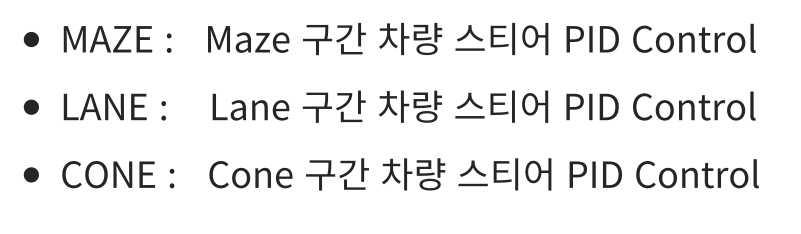 • MAZE : Maze 구간 차량 스티어 PID Control
• LANE : Lane 구간 차량 스티어 PID Control
• CONE : Cone 구간 차량 스티어 PID Control